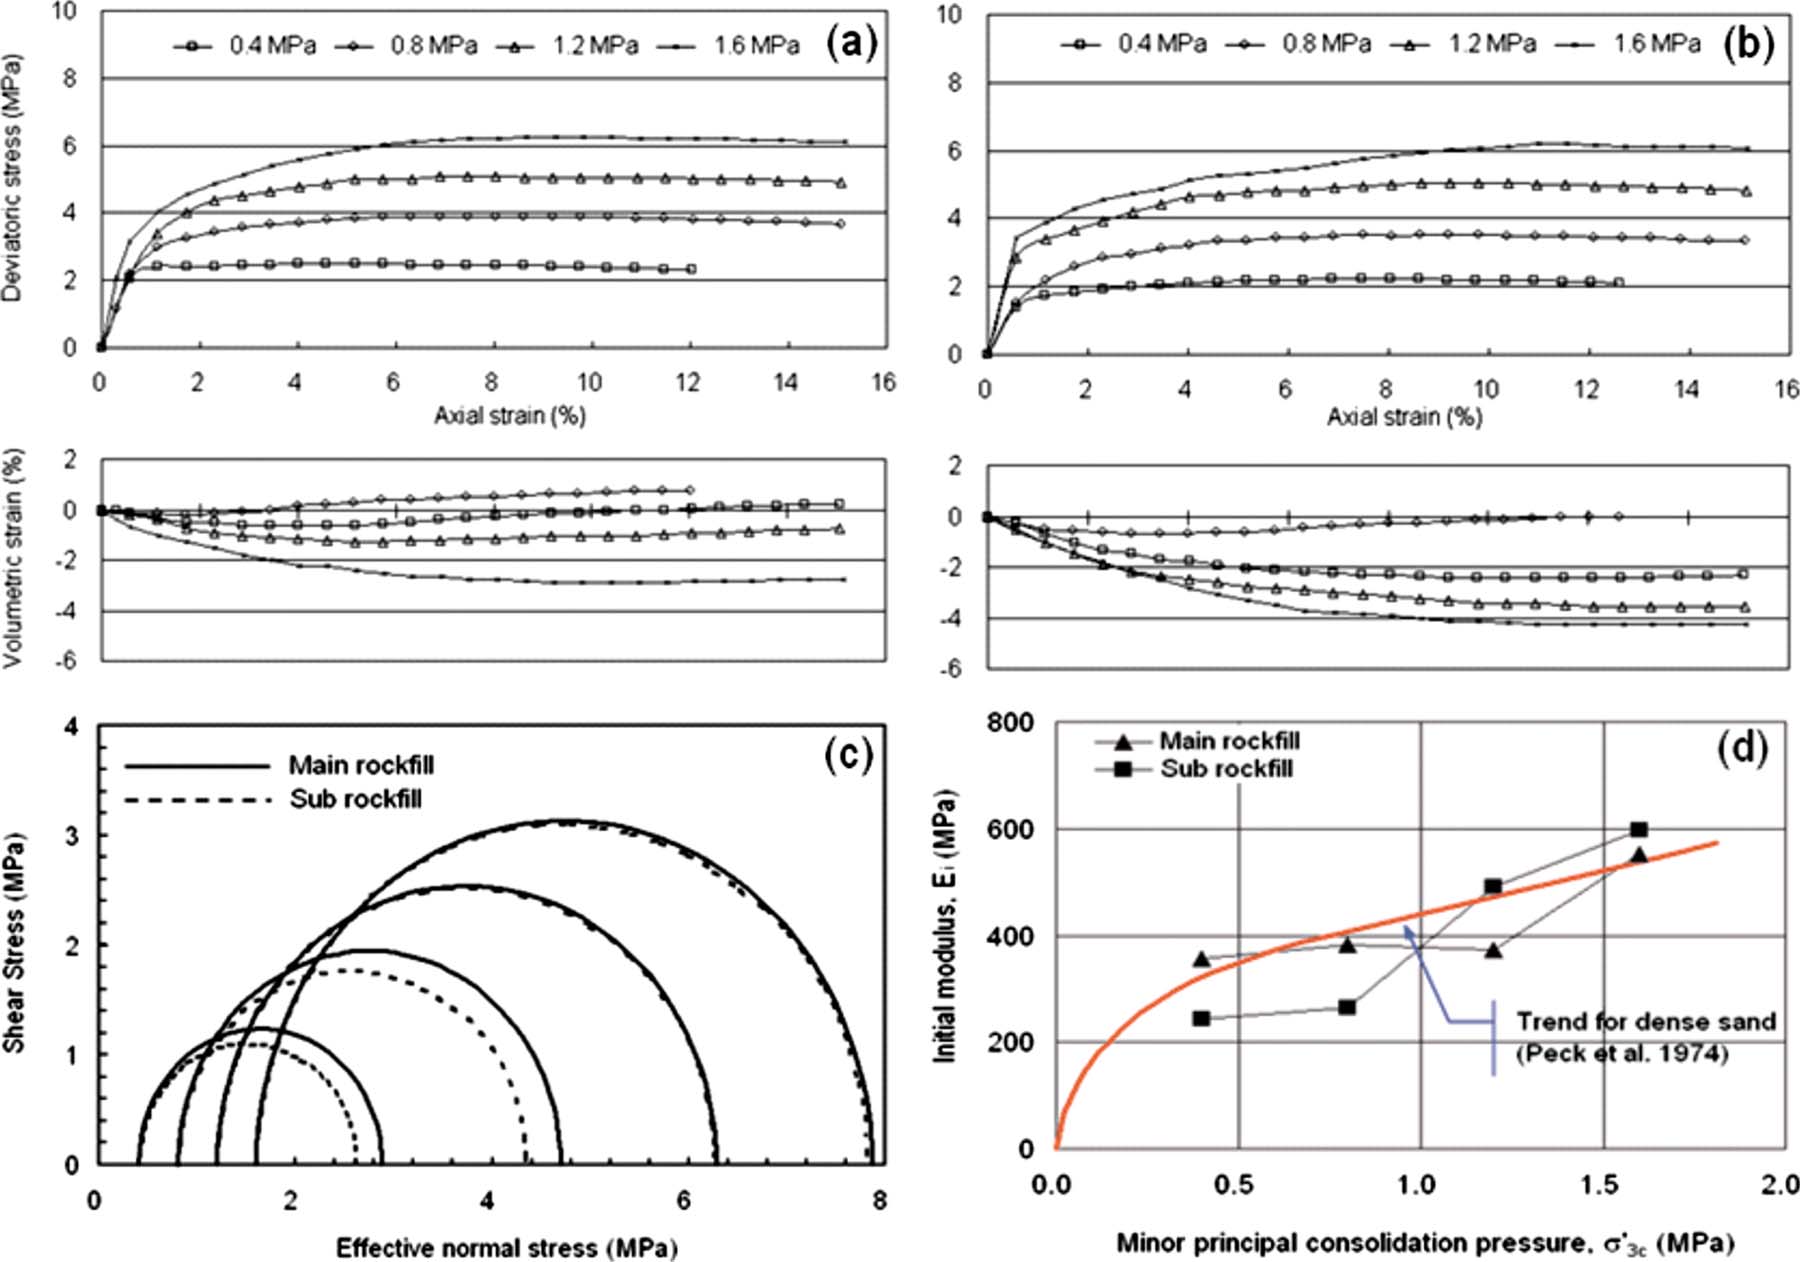 10
8
6
4
2
0
Deviatoric stress (MPa)
0.4 MPa 0.8 MPa 1.2 MPa 1.6 MPa (a)
0 2 4 6 8 10 12 14 16
Axial strain (%)
10
8
6
4
2
0
0.4 MPa 0.8 MPa 1.2 MPa 1.6 MPa (b)
0 2 4 6 8 10 12 14 16
Axial strain (%)
Volumetric strain (%)
2
0
-2
-4
-6
2
0
-2
-4
-6
Shear Stress (MPa)
4
3
2
1
0
(c)
Main rockfill
Sub rockfill
0 2 4 6 8
Effective normal stress (MPa)
Initial modulus, Ei (MPa)
800
600
400
200
0
(d)
Main rockfill
Sub rockfill
Trend for dense sand
(Peck et al. 1974)
0.0 0.5 1.0 1.5 2.0
Minor principal consolidation pressure, σ'3c (MPa)